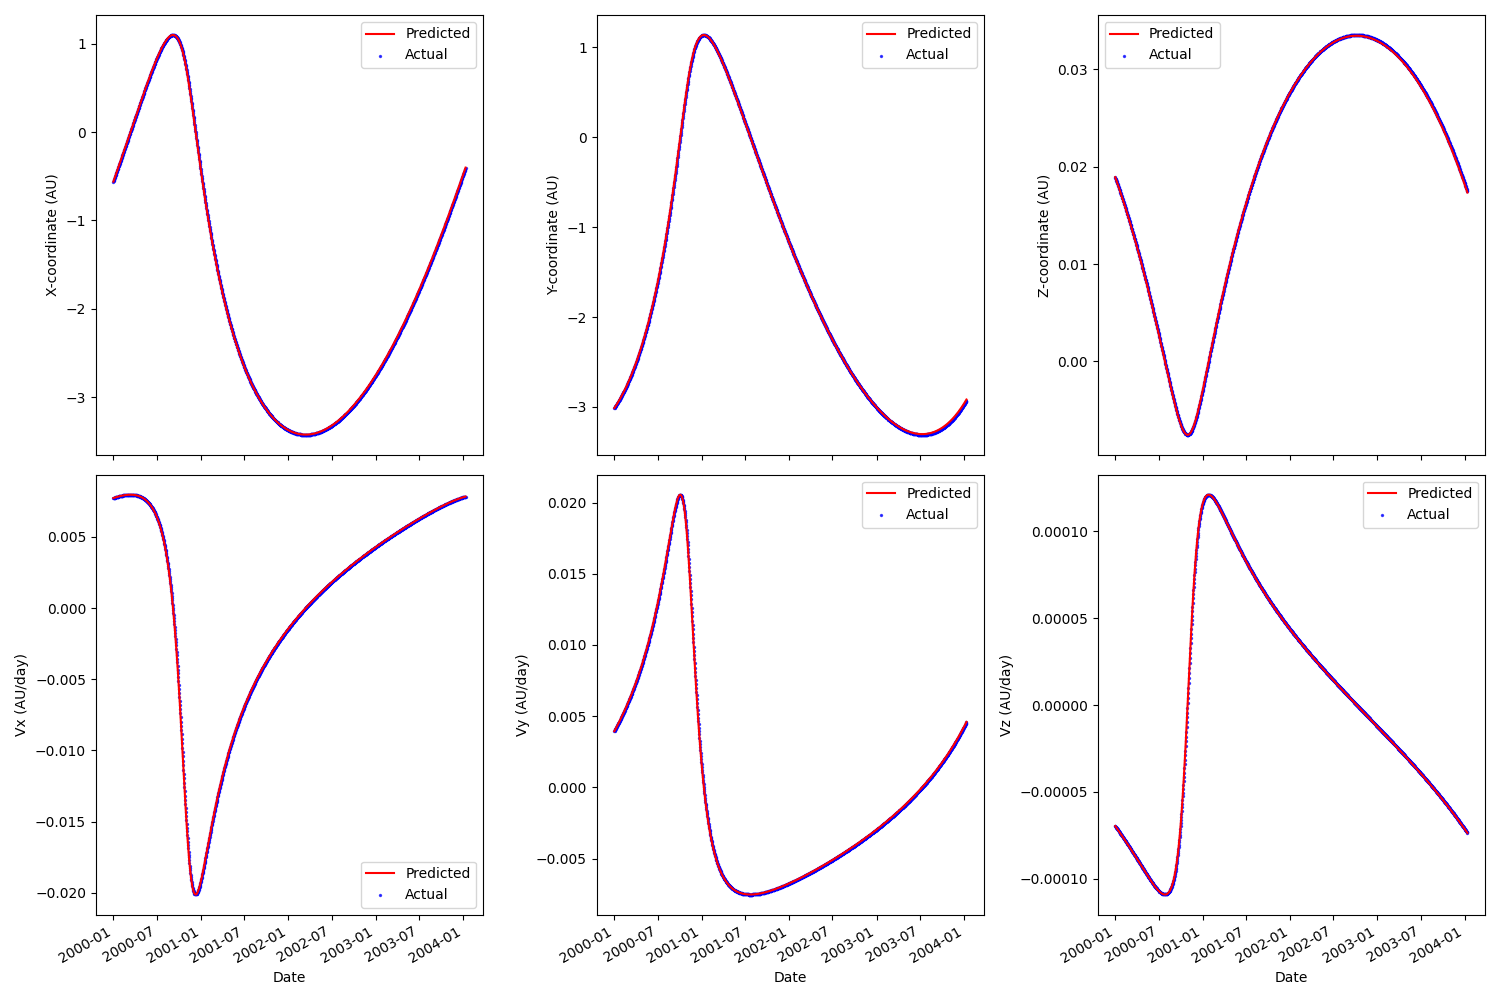 Predicted
Actual
1
0
−1
−2
−3
X-coordinate (AU)
Predicted
Actual
1
0
−1
−2
−3
Y-coordinate (AU)
Predicted
Actual
0.03
0.02
0.01
0.00
Z-coordinate (AU)
0.005
0.000
−0.005
−0.010
−0.015
−0.020
Vx (AU/day)
Predicted
Actual
2000-01
2000-07
2001-01
2001-07
2002-01
2002-07
2003-01
2003-07
2004-01
Date
Predicted
Actual
0.020
0.015
0.010
0.005
0.000
−0.005
Vy (AU/day)
2000-01
2000-07
2001-01
2001-07
2002-01
2002-07
2003-01
2003-07
2004-01
Date
Predicted
Actual
0.00010
0.00005
0.00000
−0.00005
−0.00010
Vz (AU/day)
2000-01
2000-07
2001-01
2001-07
2002-01
2002-07
2003-01
2003-07
2004-01
Date